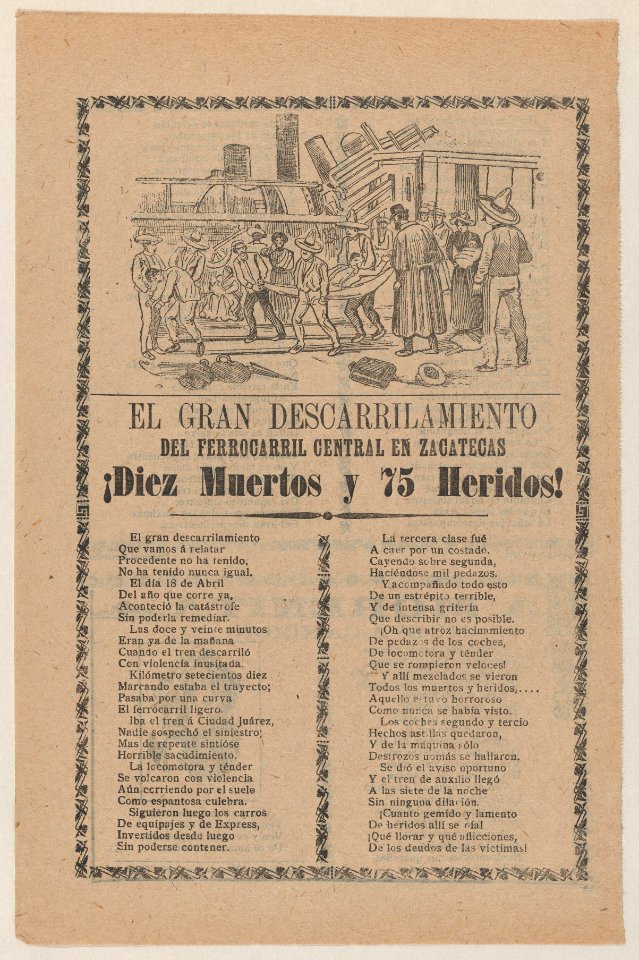 EL GRAN DESCARRILAMIENTO
DEL FERROCARRIL CENTRAL EN ZACATECAS
¡Diez Muertos y 75 Heridos!
El gran descarrilamiento
Que vamos á relatar
Procedente no ha tenido,
No ha tenido nunca igual.
El día 18 de Abril
Del año que corre ya,
Aconteció la catástrofe
Sin poderla remediar.
Las doce y veinte minutos
Eran ya de la mañana
Cuando el tren descarriló
Con violencia inusitada.
Kilómetro setecientos diez
Marcando estaba el trayecto;
Pasaba por una curva
El ferrocarril ligero.
Iba el tren á Ciudad Juárez,
Nadie sospechó el siniestro;
Mas de repente sintióse
Horrible sacudimiento.
La locomotora y ténder
Se volcaron con violencia
Aún corriendo por el suelo
Como espantosa culebra.
Siguieron luego los carros
De equipajes y de Express,
Invertidos desde luego
Sin poderse contener.
La tercera clase fué
A caer por un costado,
Cayendo sobre segunda,
Haciéndose mil pedazos.
Y acompañado todo esto
De un estrépito terrible,
Y de intensa gritería
Que describir no es posible.
¡Oh que atroz hacinamiento
De pedazos de los coches,
De locomotora y ténder
Que se rompieron veloces!
Y allí mezclados se vieron
Todos los muertos y heridos,....
Aquello estuvo horroroso
Como nunca se había visto.
Los coches segundo y tercio
Hechos astillas quedaron,
Y de la máquina sólo
Destrozos nomás se hallaron.
Se dió el aviso oportuno
Y el tren de auxilio llegó
A las siete de la noche
Sin ninguna dilación.
¡Cuanto gemido y lamento
De heridos allí se oía!
¡Qué llorar y qué aflicciones,
De los deudos de las víctimas!